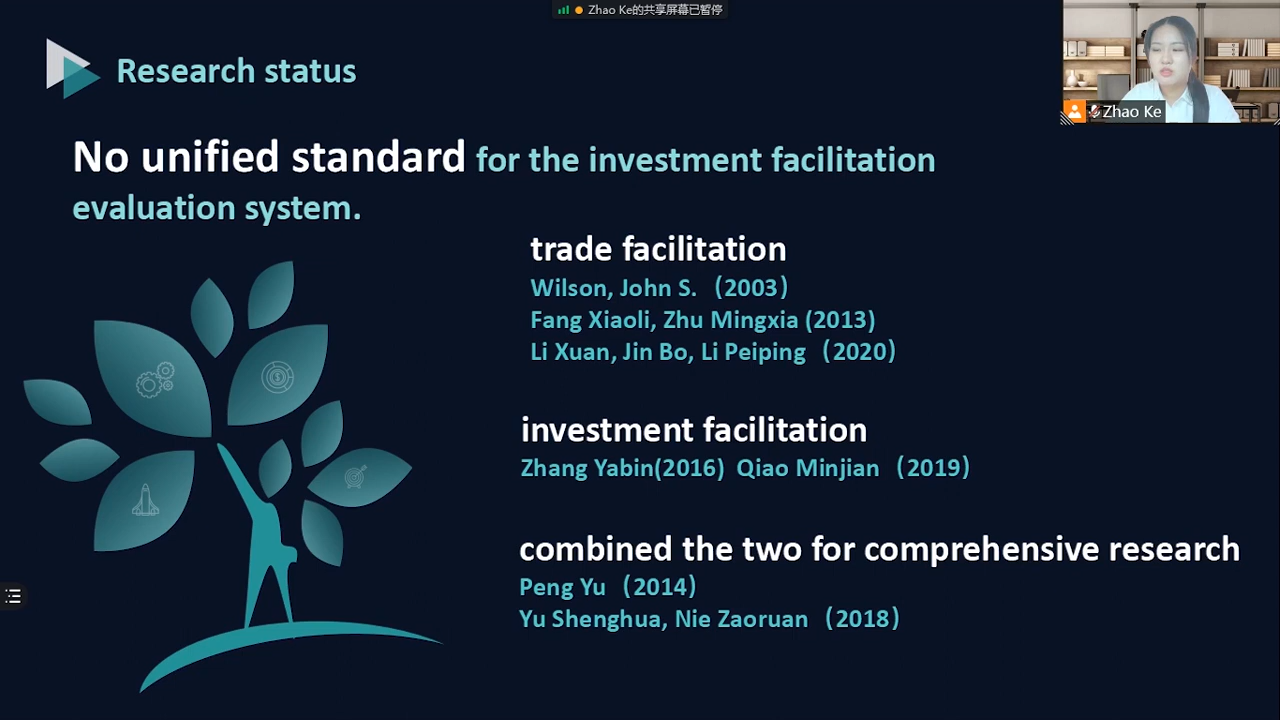 Zhao Ke的共享屏幕已暂停
Research status
No unified standard for the investment facilitation
evaluation system.
trade facilitation
Wilson, John S.（2003）
Fang Xiaoli, Zhu Mingxia (2013)
Li Xuan, Jin Bo, Li Peiping（2020）
investment facilitation
Zhang Yabin(2016) Qiao Minjian（2019）
combined the two for comprehensive research
Peng Yu（2014）
Yu Shenghua, Nie Zaoruan（2018）
Zhao Ke